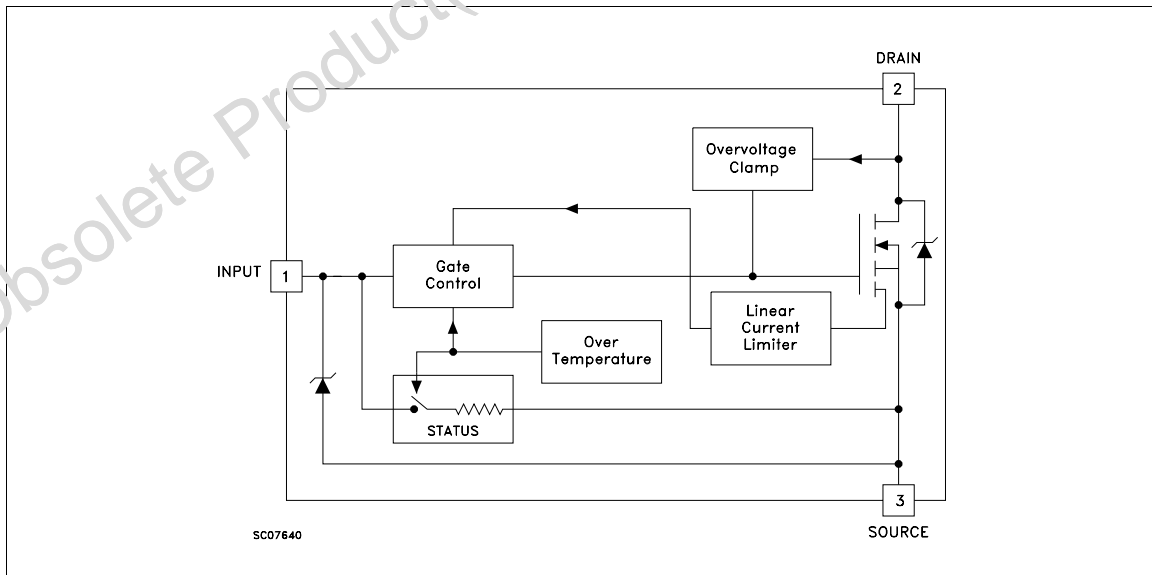 Obsolete Product(
DRAIN
2
Overvoltage
Clamp
INPUT
1
Gate
Control
Linear
Current
Limiter
Over
Temperature
STATUS
3
SOURCE
SC07640